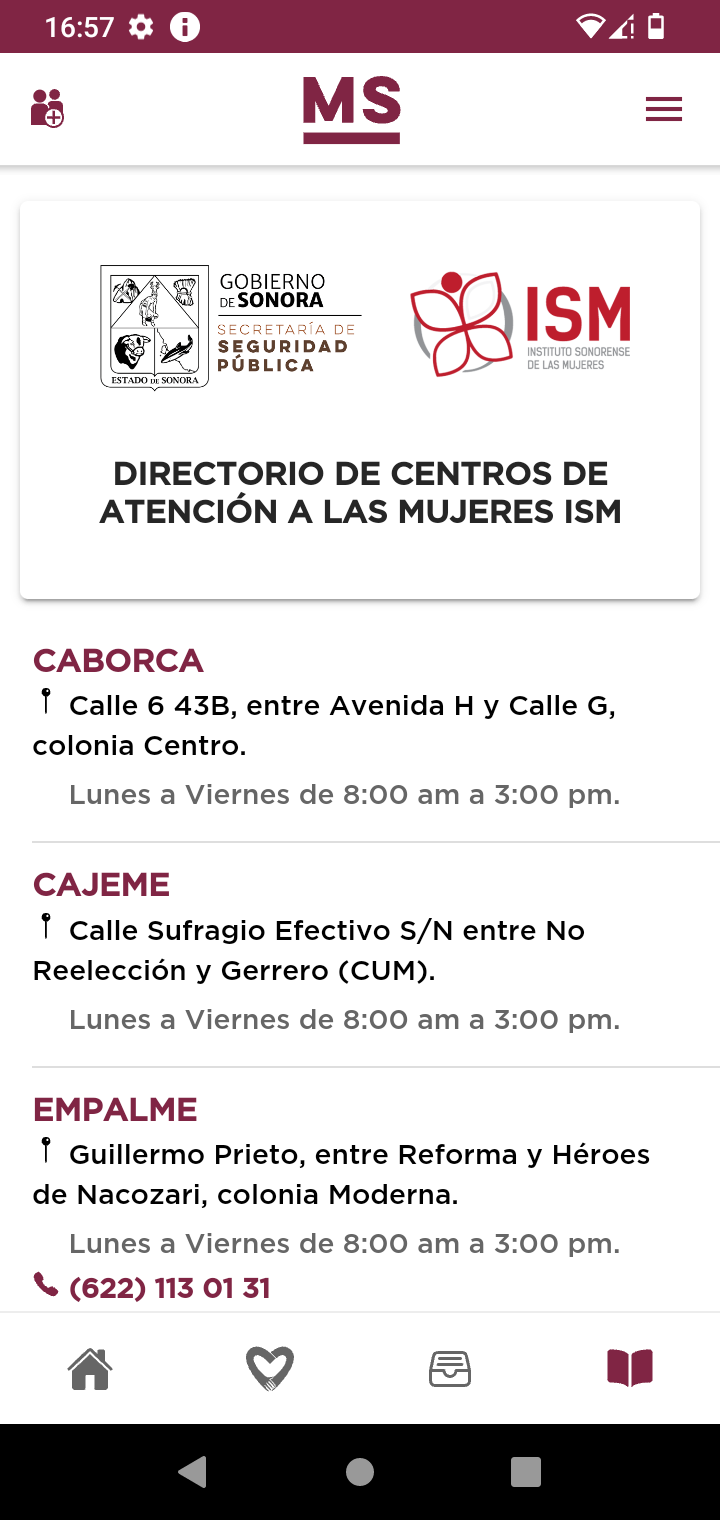 16:57
MS
GOBIERNO
DE SONORA
SECRETARÍA DE
SEGURIDAD
PÚBLICA
ESTADO DE SONORA
ISM
INSTITUTO SONORENSE
DE LAS MUJERES
DIRECTORIO DE CENTROS DE
ATENCIÓN A LAS MUJERES ISM
CABORCA
Calle 6 43B, entre Avenida H y Calle G,
colonia Centro.
Lunes a Viernes de 8:00 am a 3:00 pm.
CAJEME
Calle Sufragio Efectivo S/N entre No
Reelección y Gerrero (CUM).
Lunes a Viernes de 8:00 am a 3:00 pm.
EMPALME
Guillermo Prieto, entre Reforma y Héroes
de Nacozari, colonia Moderna.
Lunes a Viernes de 8:00 am a 3:00 pm.
(622) 113 01 31